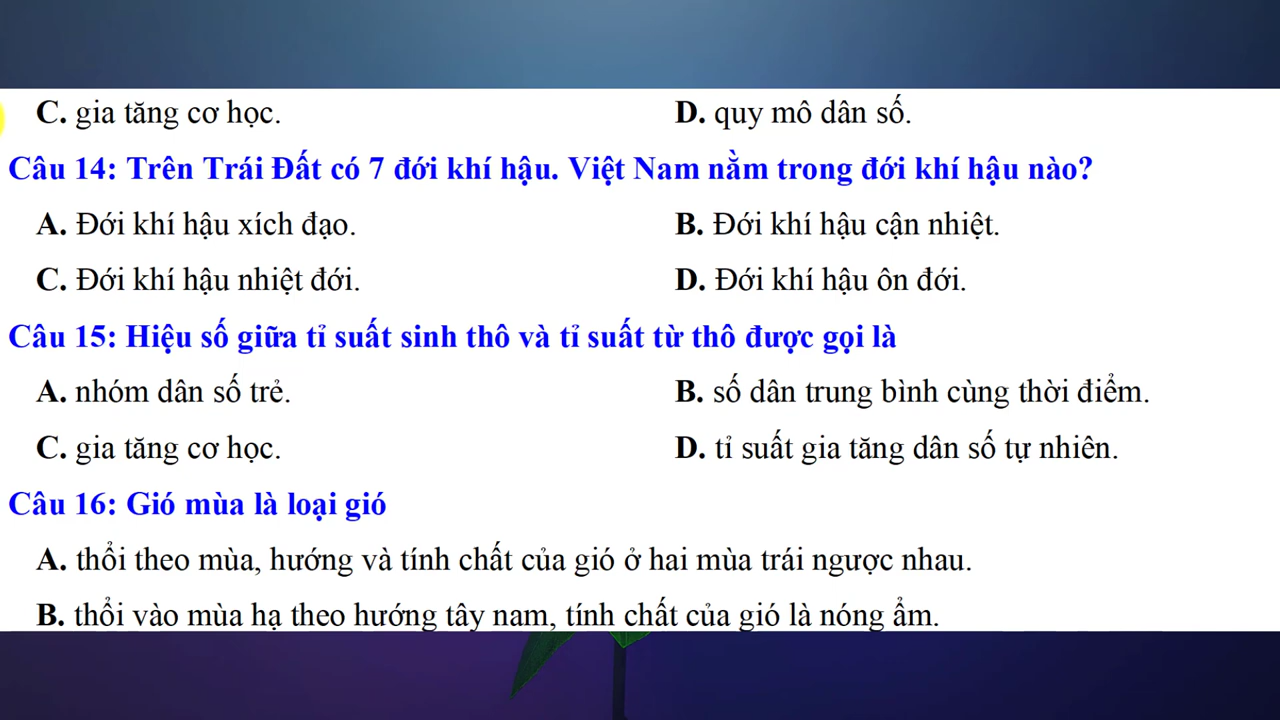 C. gia tăng cơ học. D. quy mô dân số.
Câu 14: Trên Trái Đất có 7 đới khí hậu. Việt Nam nằm trong đới khí hậu nào?
A. Đới khí hậu xích đạo. B. Đới khí hậu cận nhiệt.
C. Đới khí hậu nhiệt đới. D. Đới khí hậu ôn đới.
Câu 15: Hiệu số giữa tỉ suất sinh thô và tỉ suất từ thô được gọi là
A. nhóm dân số trẻ. B. số dân trung bình cùng thời điểm.
C. gia tăng cơ học. D. tỉ suất gia tăng dân số tự nhiên.
Câu 16: Gió mùa là loại gió
A. thổi theo mùa, hướng và tính chất của gió ở hai mùa trái ngược nhau.
B. thổi vào mùa hạ theo hướng tây nam, tính chất của gió là nóng ẩm.